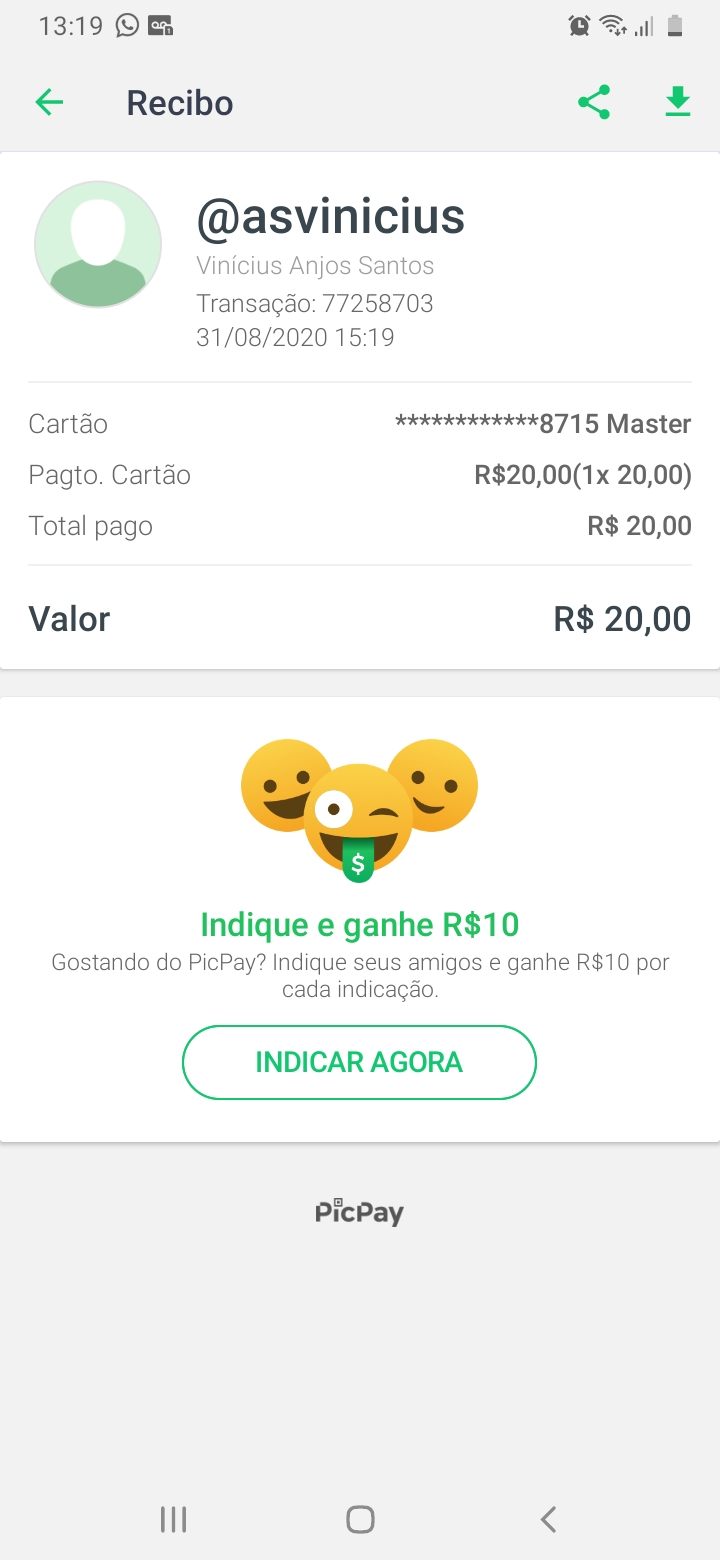 13:19
Recibo
@asvinicius
Vinícius Anjos Santos
Transação: 77258703
31/08/2020 15:19
Cartão ************8715 Master
Pagto. Cartão R$20,00(1x 20,00)
Total pago R$ 20,00
Valor R$ 20,00
$
Indique e ganhe R$10
Gostando do PicPay? Indique seus amigos e ganhe R$10 por
cada indicação.
INDICAR AGORA
PicPay